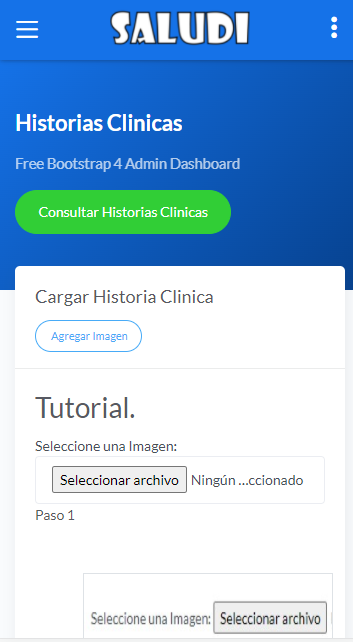 SALUDI
Historias Clinicas
Free Bootstrap 4 Admin Dashboard
Consultar Historias Clinicas
Cargar Historia Clinica
Agregar Imagen
Tutorial.
Seleccione una Imagen:
Seleccionar archivo Ningún ...ccionado
Paso 1
Seleccione una Imagen: Seleccionar archivo